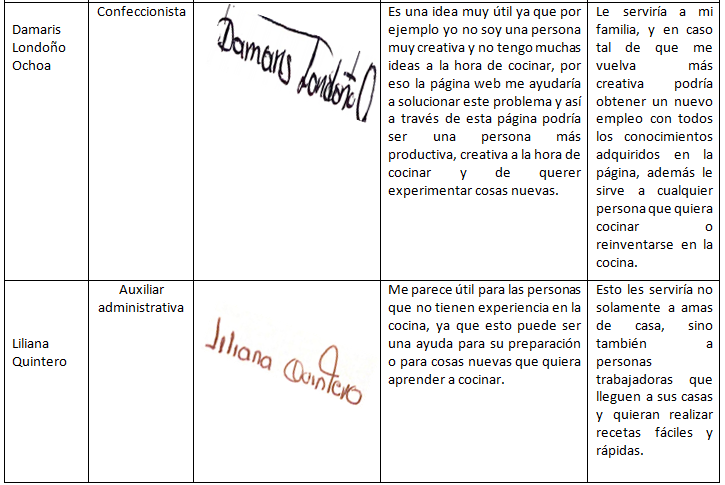 Damaris
Londoño
Ochoa
Confeccionista
Damaris Londoño O
Es una idea muy útil ya que por
ejemplo yo no soy una persona
muy creativa y no tengo muchas
ideas a la hora de cocinar, por
eso la página web me ayudaría
a solucionar este problema y así
a través de esta página podría
ser una persona más
productiva, creativa a la hora de
cocinar y de querer
experimentar cosas nuevas.
Le serviría a mi
familia, y en caso
tal de que me
vuelva más
creativa podría
obtener un nuevo
empleo con todos
los conocimientos
adquiridos en la
página, además le
sirve a cualquier
persona que quiera
cocinar o
reinventarse en la
cocina.
Liliana
Quintero
Auxiliar
administrativa
Liliana Quintero
Me parece útil para las personas
que no tienen experiencia en la
cocina, ya que esto puede ser
una ayuda para su preparación
o para cosas nuevas que quiera
aprender a cocinar.
Esto les serviría no
solamente a amas
de casa, sino
también a
personas
trabajadoras que
lleguen a sus casas
y quieran realizar
recetas fáciles y
rápidas.